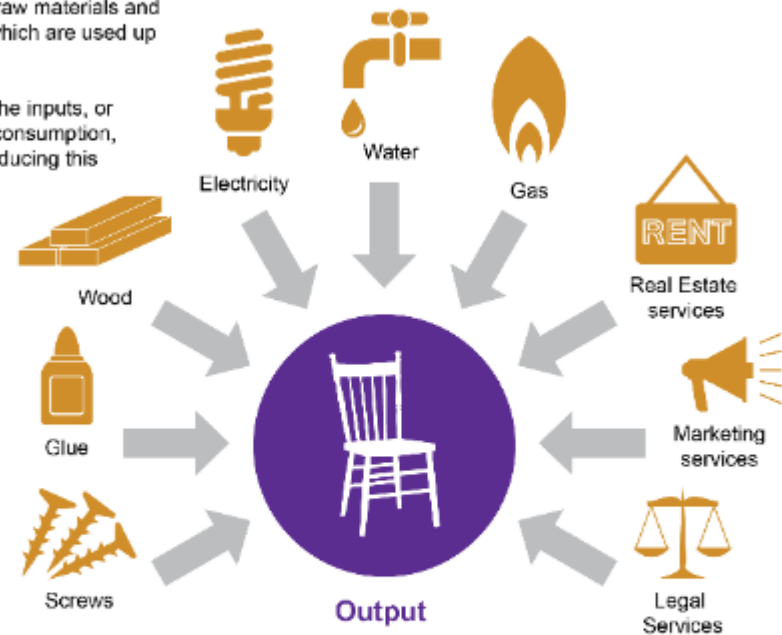 raw materials and
which are used up
he inputs, or
consumption,
ducing this
Electricity
Water
Gas
RENT
Real Estate
services
Wood
Glue
Marketing
services
Screws
Legal
Services
Output